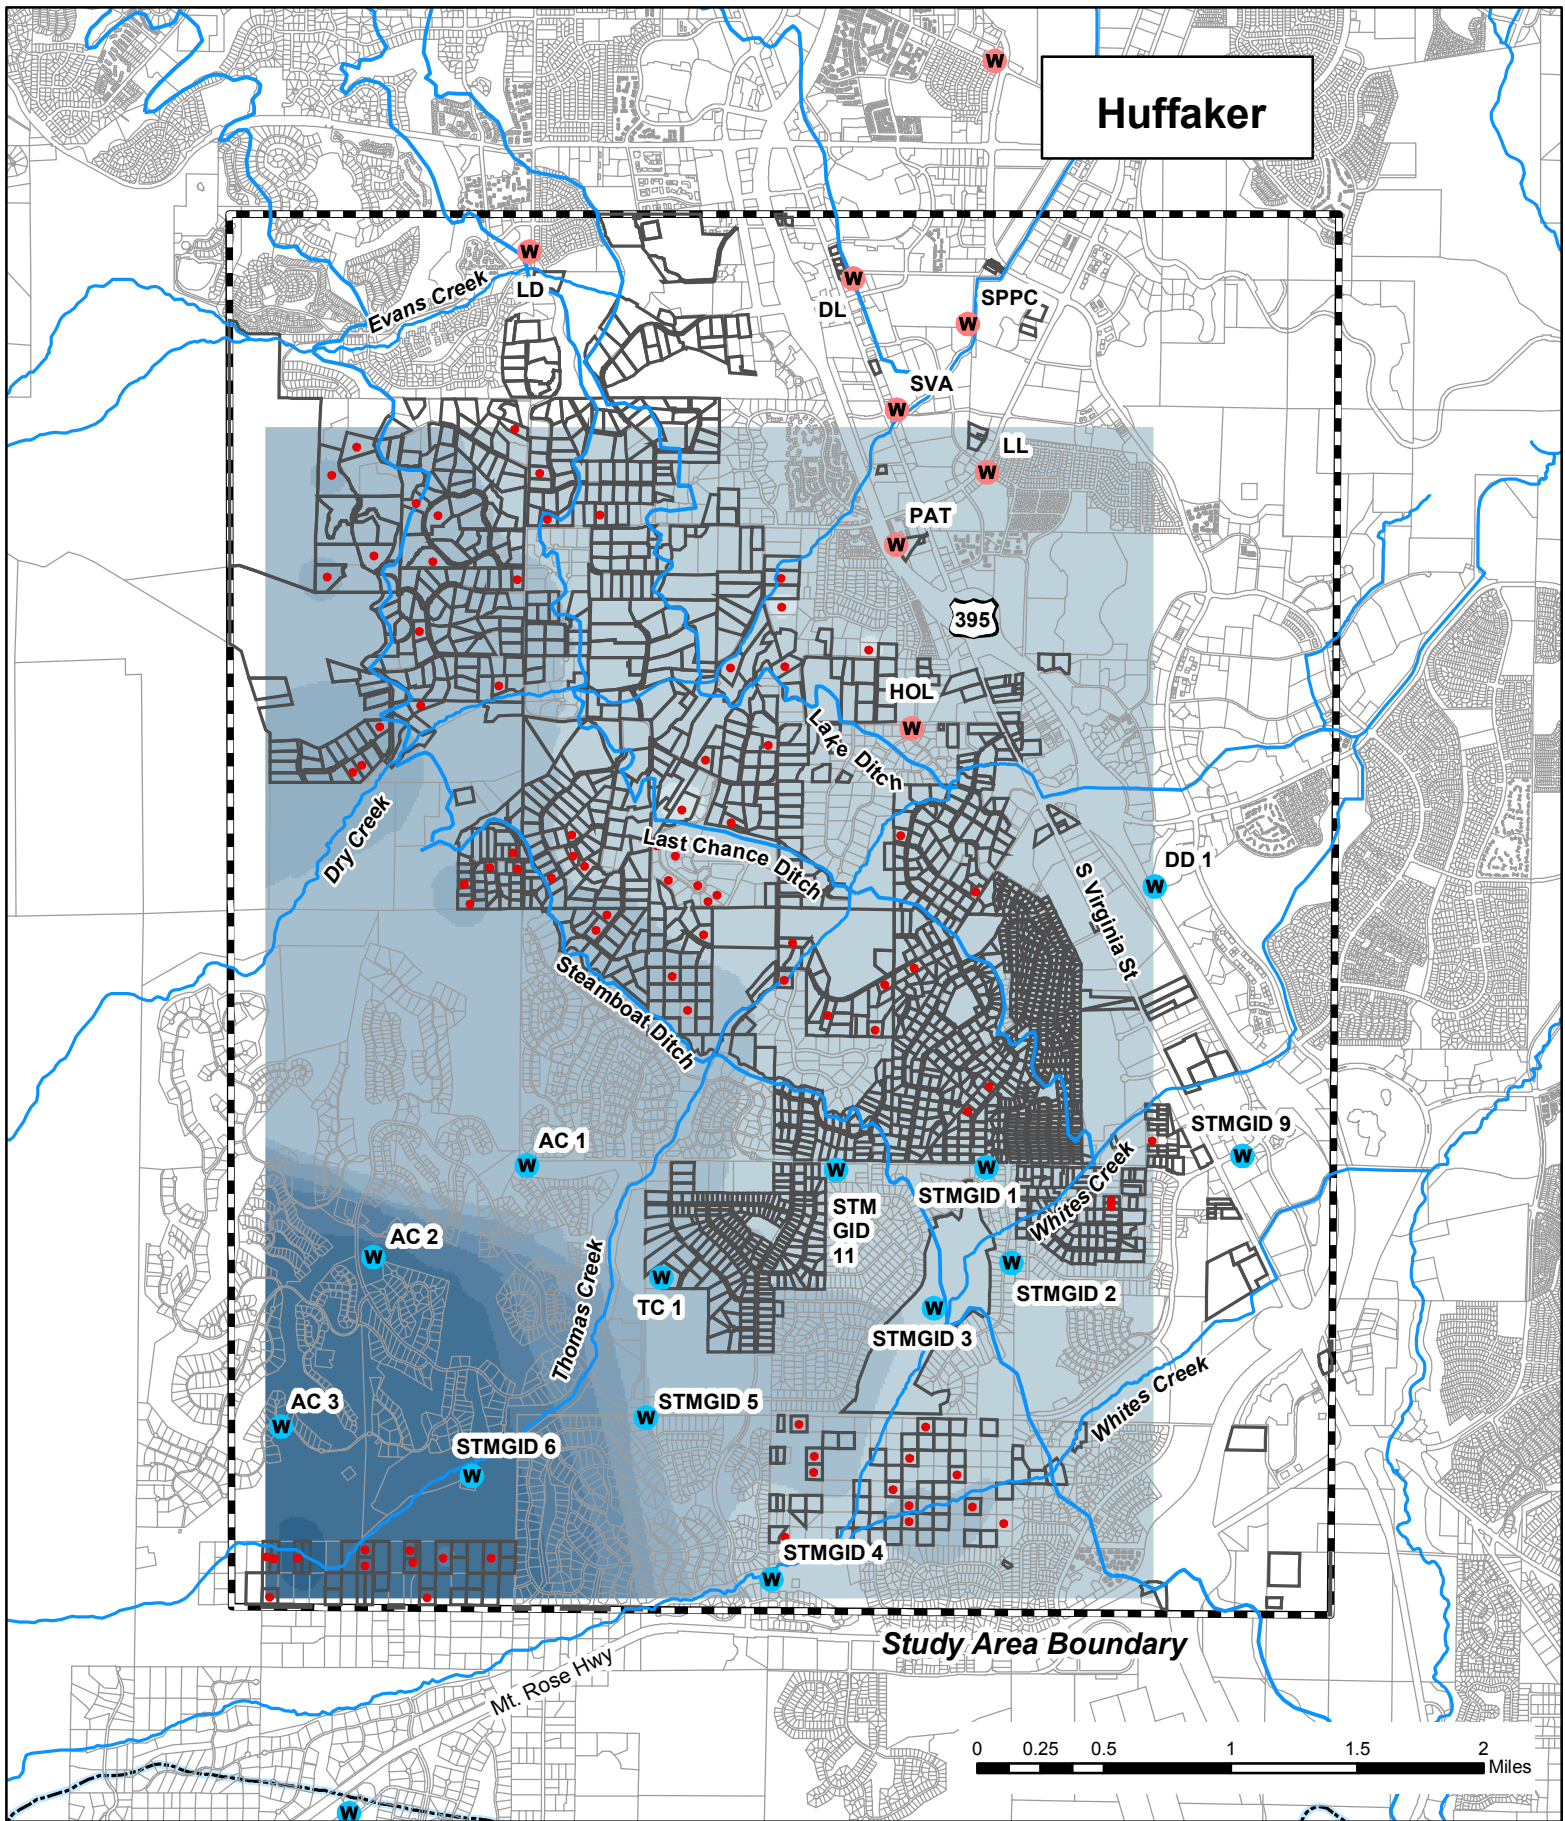 W
Huffaker
W
Evans Creek
LD
W
DL
SPPC
W
SVA
W
LL
W
PAT
W
395
HOL
W
Lake Ditch
Last Chance Ditch
Dry Creek
DD 1
W
S Virginia St
Steamboat Ditch
AC 1
W
STMGID 9
W
W
STM
GID
11
W
STMGID 1
Whites Creek
AC 2
W
W
STMGID 2
TC 1
W
Thomas Creek
W
STMGID 3
AC 3
W
STMGID 5
W
Whites Creek
STMGID 6
W
STMGID 4
W
Study Area Boundary
Mt. Rose Hwy
0 0.25 0.5 1 1.5 2
Miles
W